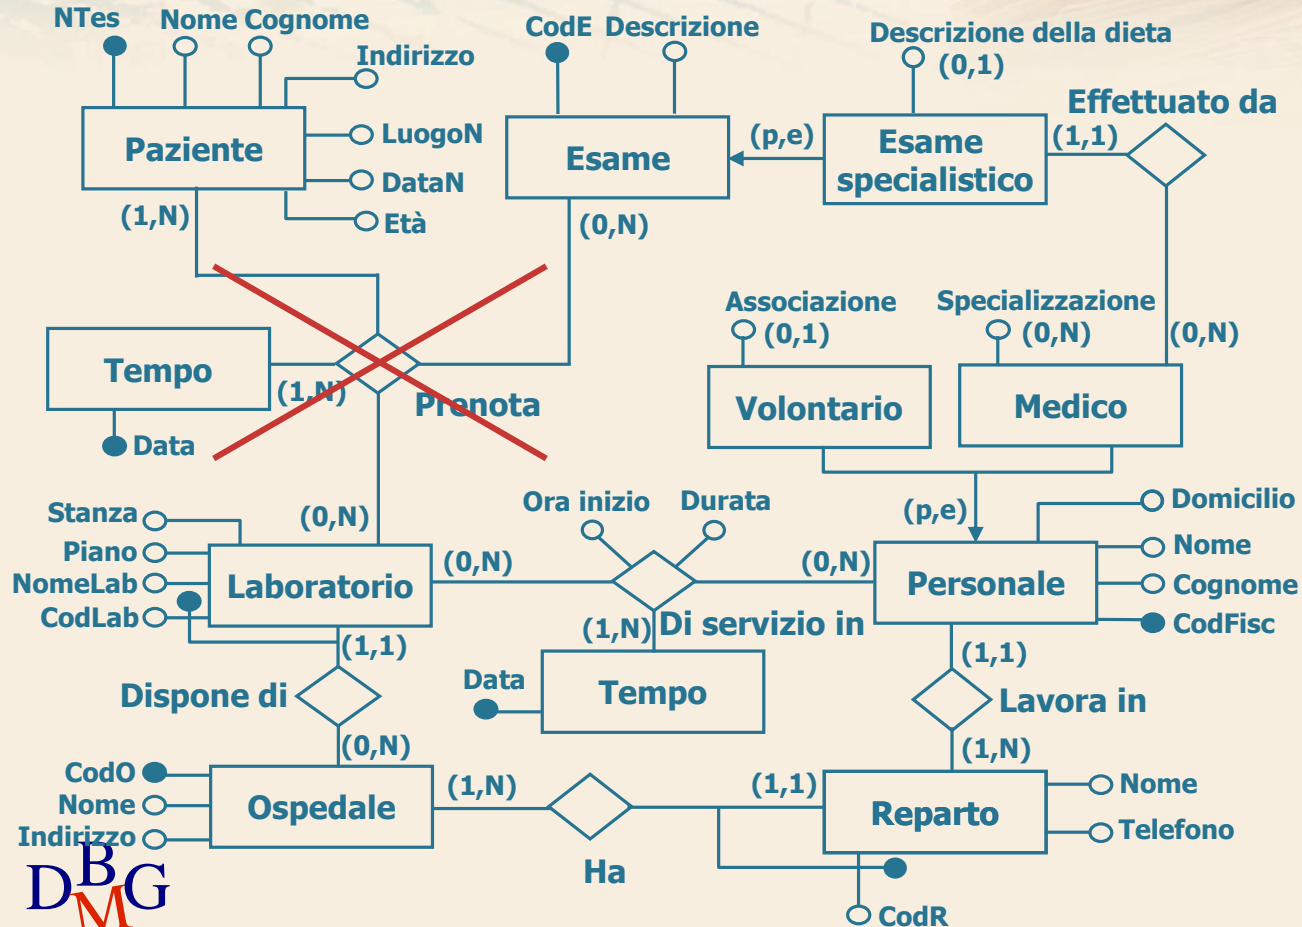 NTes
Nome Cognome
Indirizzo
Paziente
LuogoN
DataN
Età
(1,N)
CodE Descrizione
Esame
(0,N)
(p,e)
Descrizione della dieta
(0,1)
Esame
specialistico
(1,1)
Effettuato da
(0,N)
Tempo
(1,N)
Data
Prenota
Associazione
(0,1)
Volontario
Specializzazione
(0,N)
Medico
(p,e)
Stanza
Piano
NomeLab
CodLab
(0,N)
Laboratorio
(0,N)
(1,1)
Ora inizio
Durata
Di servizio in
(0,N)
(1,N)
Data
Tempo
Personale
Domicilio
Nome
Cognome
CodFisc
(1,1)
Lavora in
(1,N)
Dispone di
(0,N)
CodO
Nome
Indirizzo
Ospedale
(1,N)
Ha
(1,1)
Reparto
Nome
Telefono
CodR
DBMG